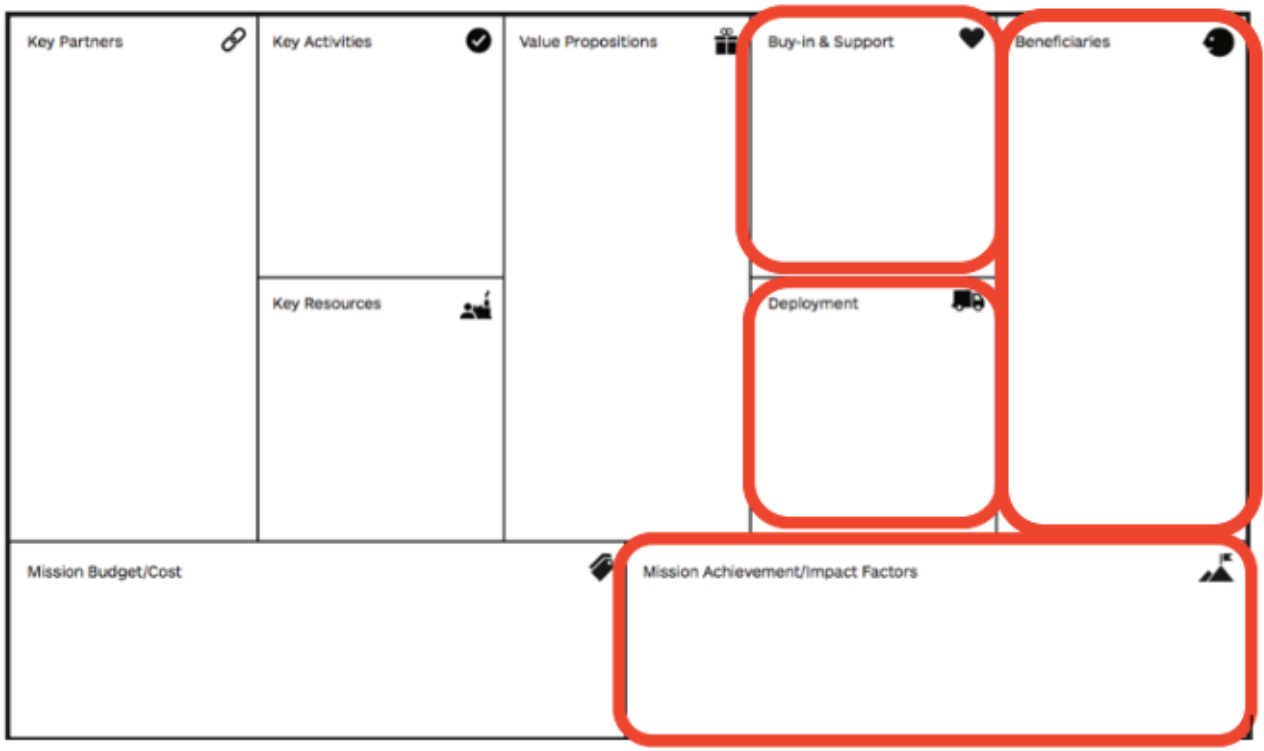 Key Partners
Key Activities
Value Propositions
Buy-in & Support
Beneficiaries
Key Resources
Deployment
Mission Budget/Cost
Mission Achievement/Impact Factors